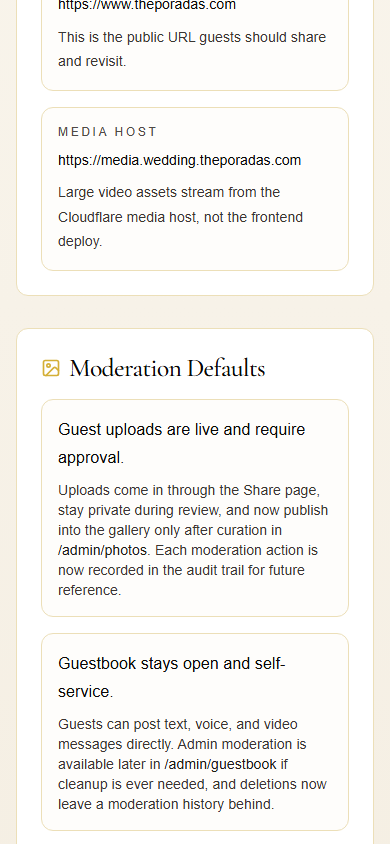 https://www.theporadas.com
This is the public URL guests should share
and revisit.
MEDIA HOST
https://media.wedding.theporadas.com
Large video assets stream from the
Cloudflare media host, not the frontend
deploy.
Moderation Defaults
Guest uploads are live and require
approval.
Uploads come in through the Share page,
stay private during review, and now publish
into the gallery only after curation in
/admin/photos. Each moderation action is
now recorded in the audit trail for future
reference.
Guestbook stays open and self-
service.
Guests can post text, voice, and video
messages directly. Admin moderation is
available later in /admin/guestbook if
cleanup is ever needed, and deletions now
leave a moderation history behind.